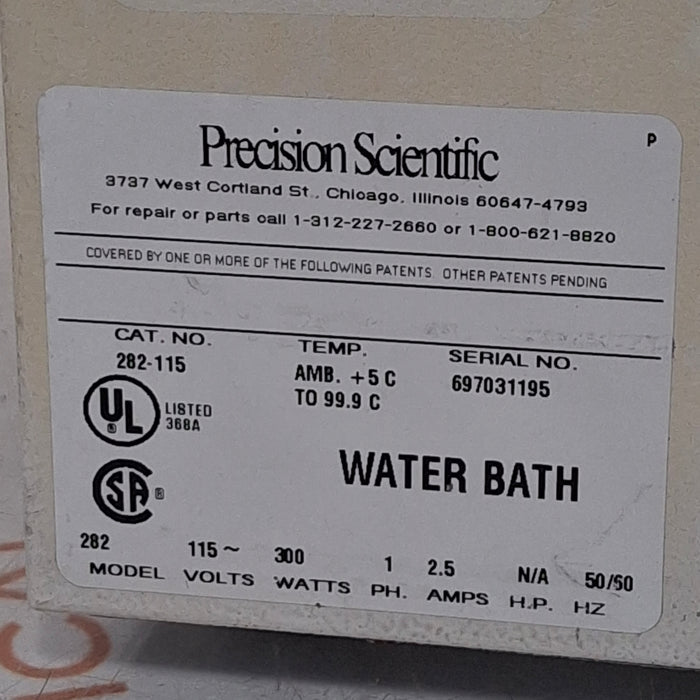 Precision Scientific
P
3737 West Cortland St., Chicago, Illinois 60647-4793
For repair or parts call 1-312-227-2660 or 1-800-621-8820
COVERED BY ONE OR MORE OF THE FOLLOWING PATENTS. OTHER PATENTS PENDING
CAT. NO. TEMP. SERIAL NO.
282-115 AMB. +5 C 697031195
TO 99.9 C
UL ® LISTED
368A
WATER BATH
SA ®
282 115 ~ 300 1 2.5 N/A 50/60
MODEL VOLTS WATTS PH. AMPS H.P. HZ